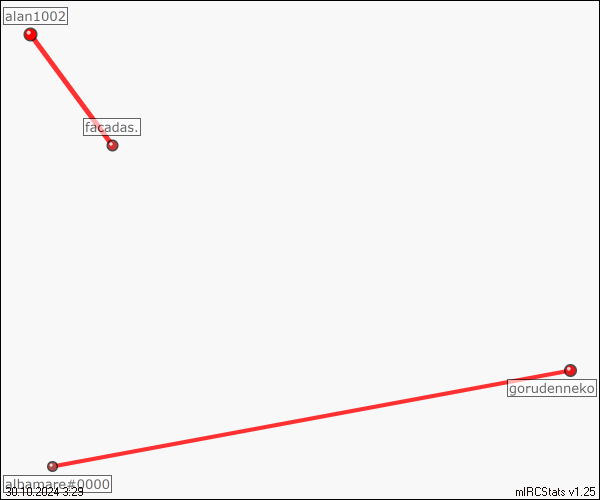 alan1002
facadas.
gorudenneko
albamare#0000
30.10.2024 3:29
mIRCStats v1.25